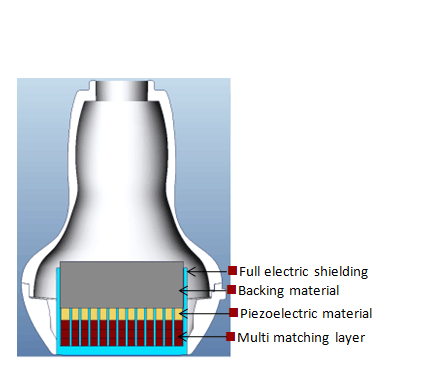 Full electric shielding
Backing material
Piezoelectric material
Multi matching layer